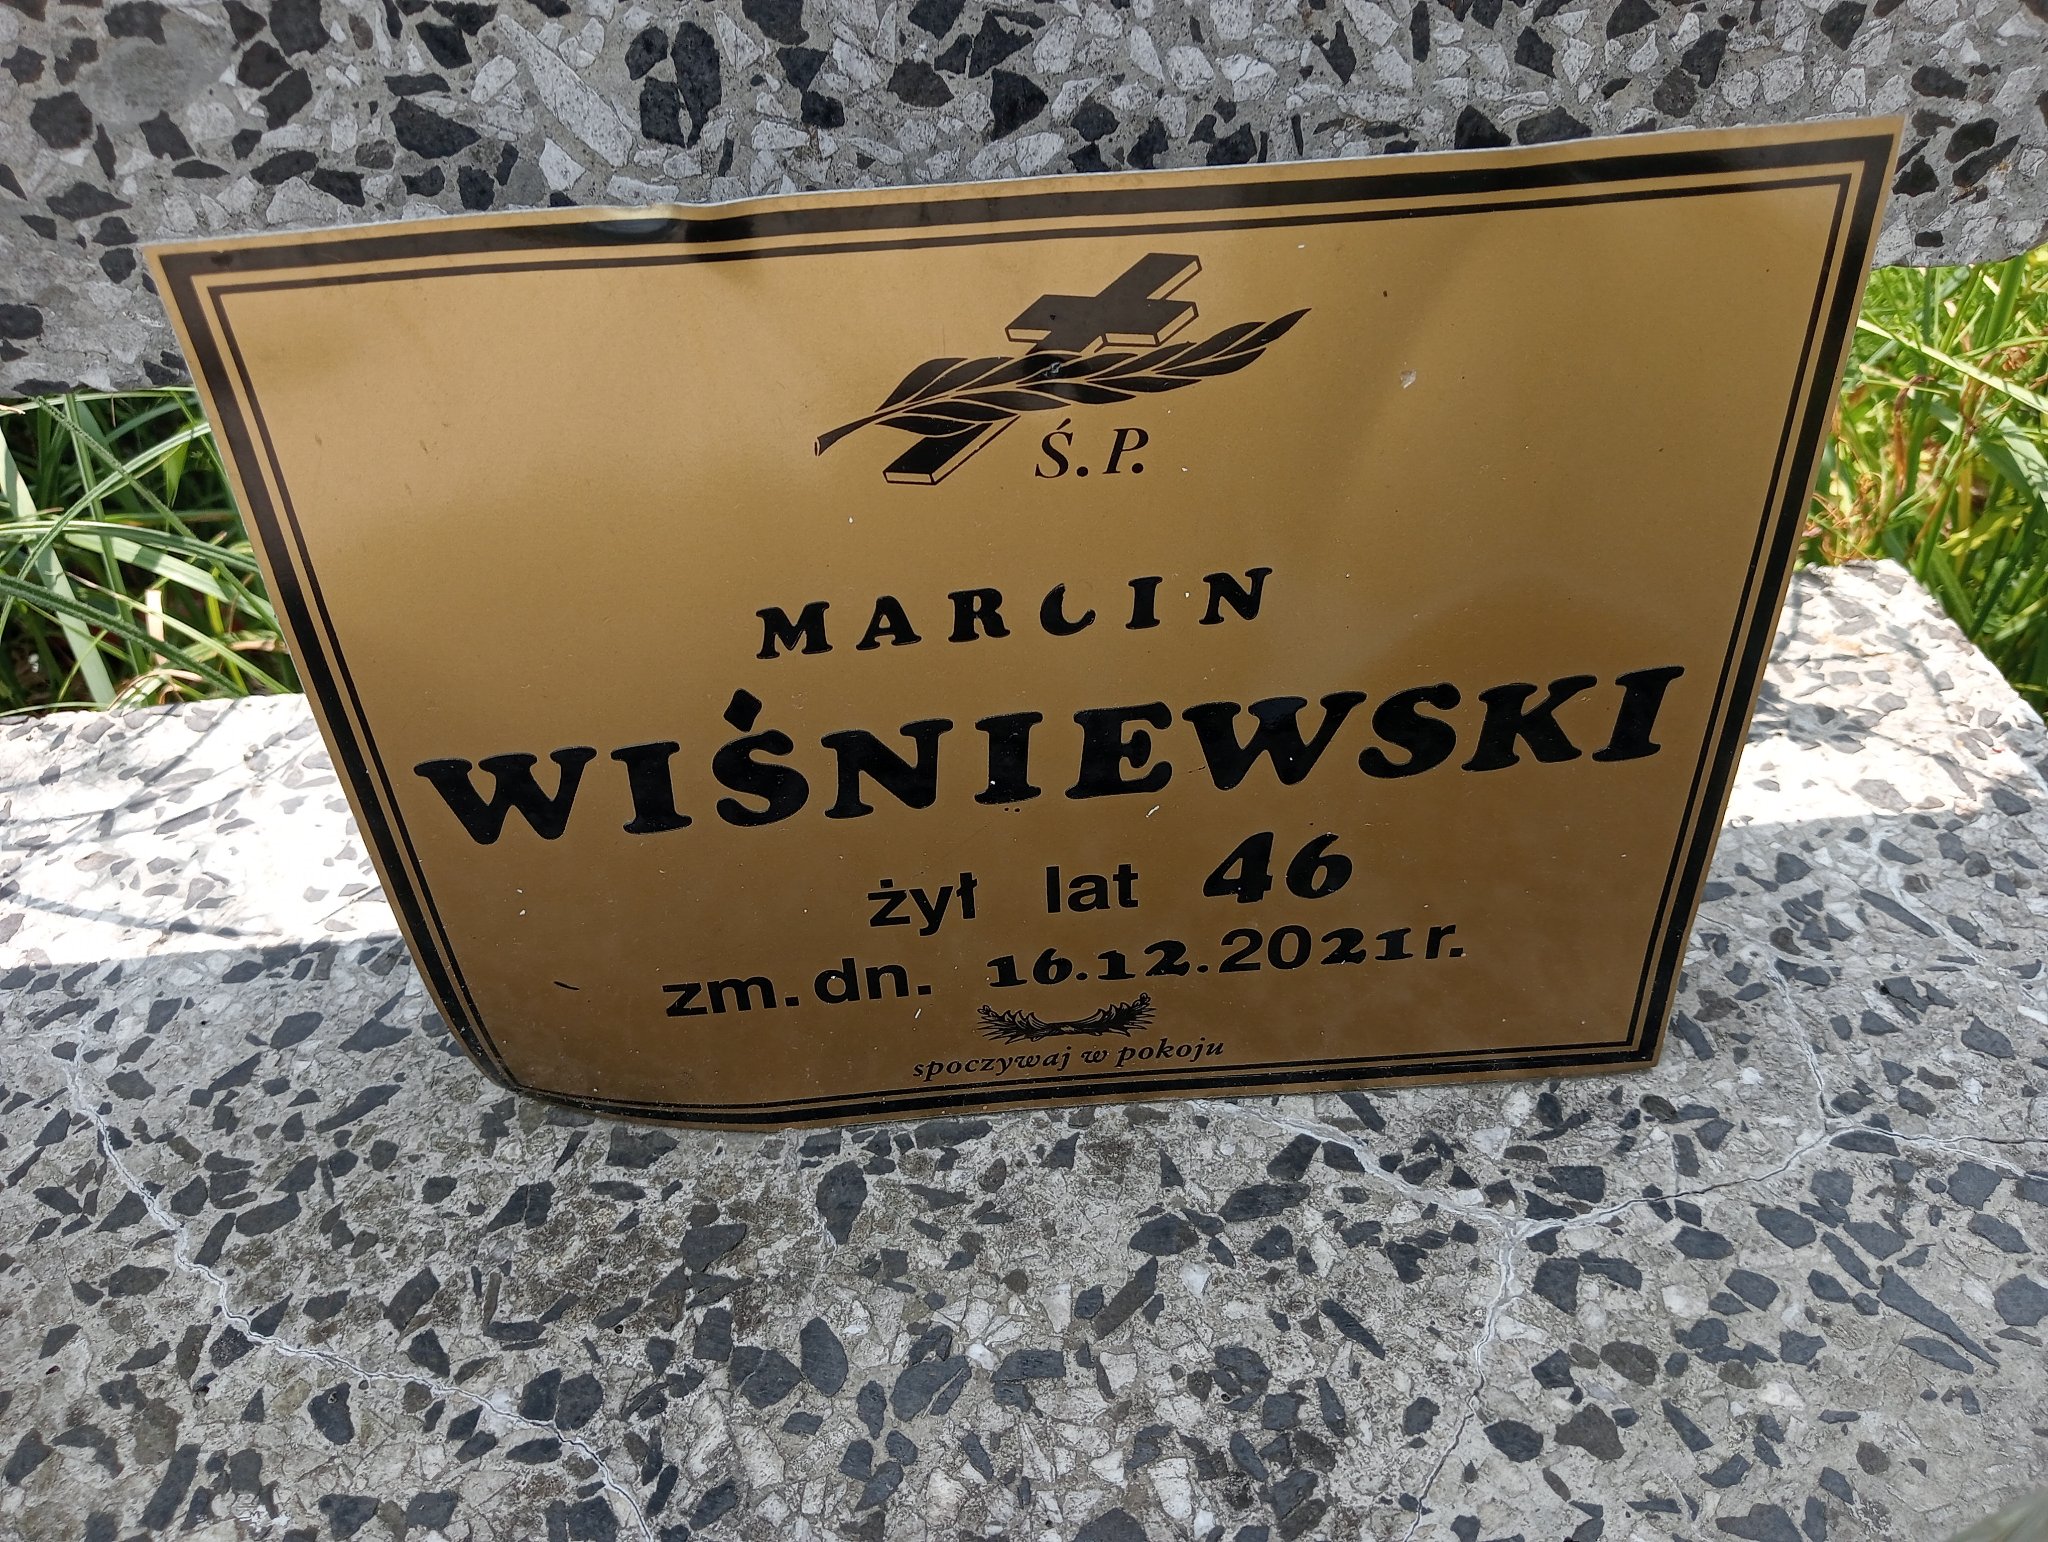 Ś.P.
MARCIN
WIŚNIEWSKI
żył lat 46
zm. dn. 16.12.2021r.
spoczywaj w pokoju